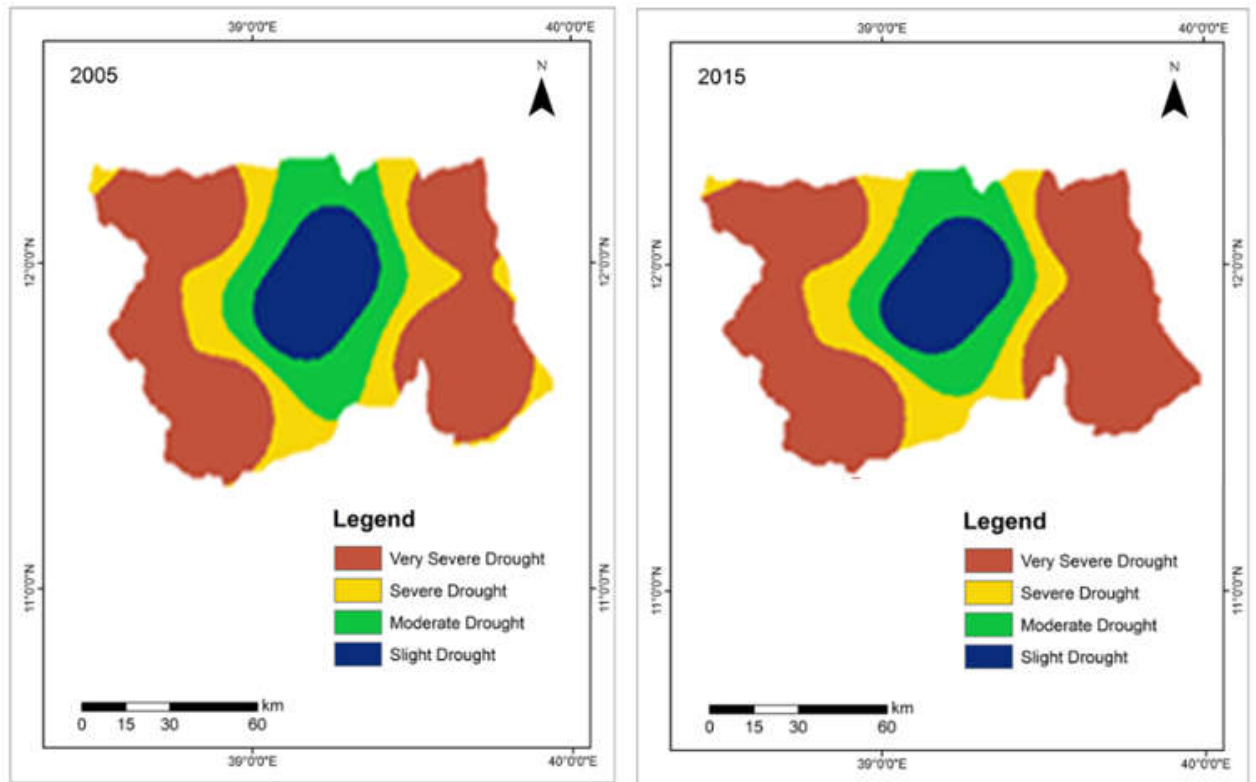 39°0'0"E
40°0'0"E
2005
N
12°0'0"N
12°0'0"N
Legend
Very Severe Drought
Severe Drought
Moderate Drought
Slight Drought
11°0'0"N
11°0'0"N
km
0 15 30 60
39°0'0"E
40°0'0"E
39°0'0"E
40°0'0"E
2015
N
12°0'0"N
12°0'0"N
Legend
Very Severe Drought
Severe Drought
Moderate Drought
Slight Drought
11°0'0"N
11°0'0"N
km
0 15 30 60
39°0'0"E
40°0'0"E